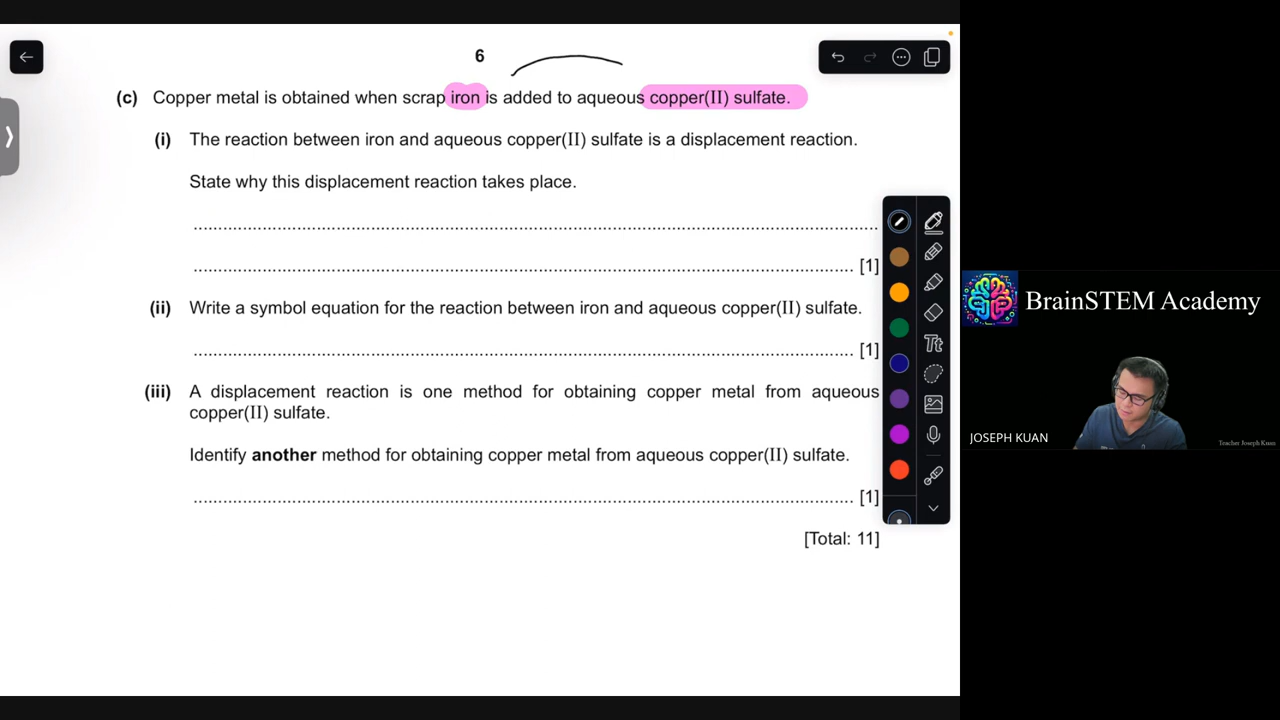 6
(c) Copper metal is obtained when scrap iron is added to aqueous copper(II) sulfate.
(i) The reaction between iron and aqueous copper(II) sulfate is a displacement reaction.
State why this displacement reaction takes place.
................................................................................
................................................................................ [1]
(ii) Write a symbol equation for the reaction between iron and aqueous copper(II) sulfate.
................................................................................ [1]
(iii) A displacement reaction is one method for obtaining copper metal from aqueous
copper(II) sulfate.
Identify another method for obtaining copper metal from aqueous copper(II) sulfate.
................................................................................ [1]
[Total: 11]
Tt
BrainSTEM Academy
JOSEPH KUAN
Teacher Joseph Kuan